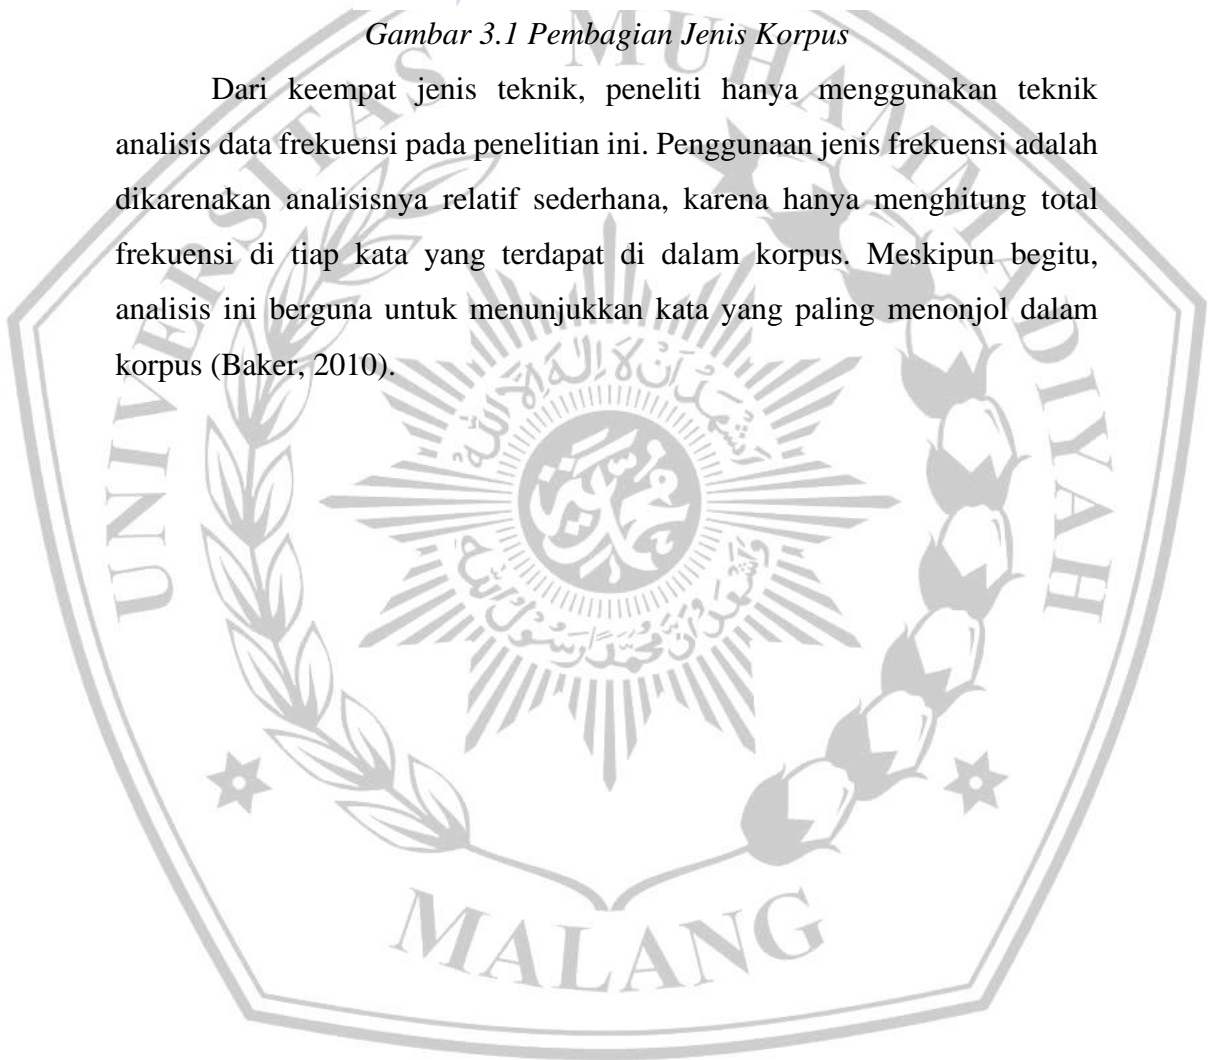 Gambar 3.1 Pembagian Jenis Korpus
Dari keempat jenis teknik, peneliti hanya menggunakan teknik
analisis data frekuensi pada penelitian ini. Penggunaan jenis frekuensi adalah
dikarenakan analisisnya relatif sederhana, karena hanya menghitung total
frekuensi di tiap kata yang terdapat di dalam korpus. Meskipun begitu,
analisis ini berguna untuk menunjukkan kata yang paling menonjol dalam
korpus (Baker, 2010).
UNIVERSITAS MUHAMMADIYAH
MALANG